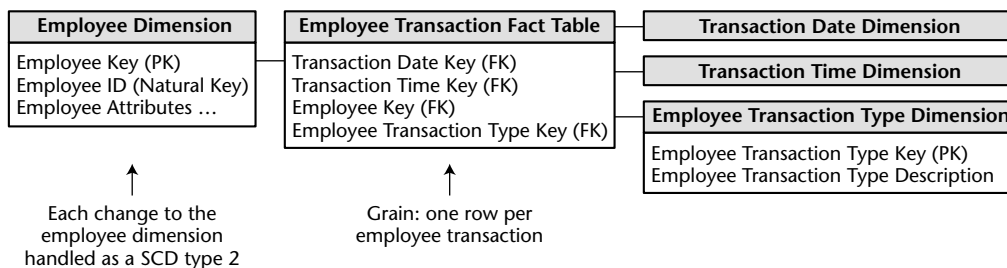 Employee Dimension
Employee Key (PK)
Employee ID (Natural Key)
Employee Attributes …
Each change to the
employee dimension
handled as a SCD type 2
Employee Transaction Fact Table
Transaction Date Key (FK)
Transaction Time Key (FK)
Employee Key (FK)
Employee Transaction Type Key (FK)
Grain: one row per
employee transaction
Transaction Date Dimension
Transaction Time Dimension
Employee Transaction Type Dimension
Employee Transaction Type Key (PK)
Employee Transaction Type Description